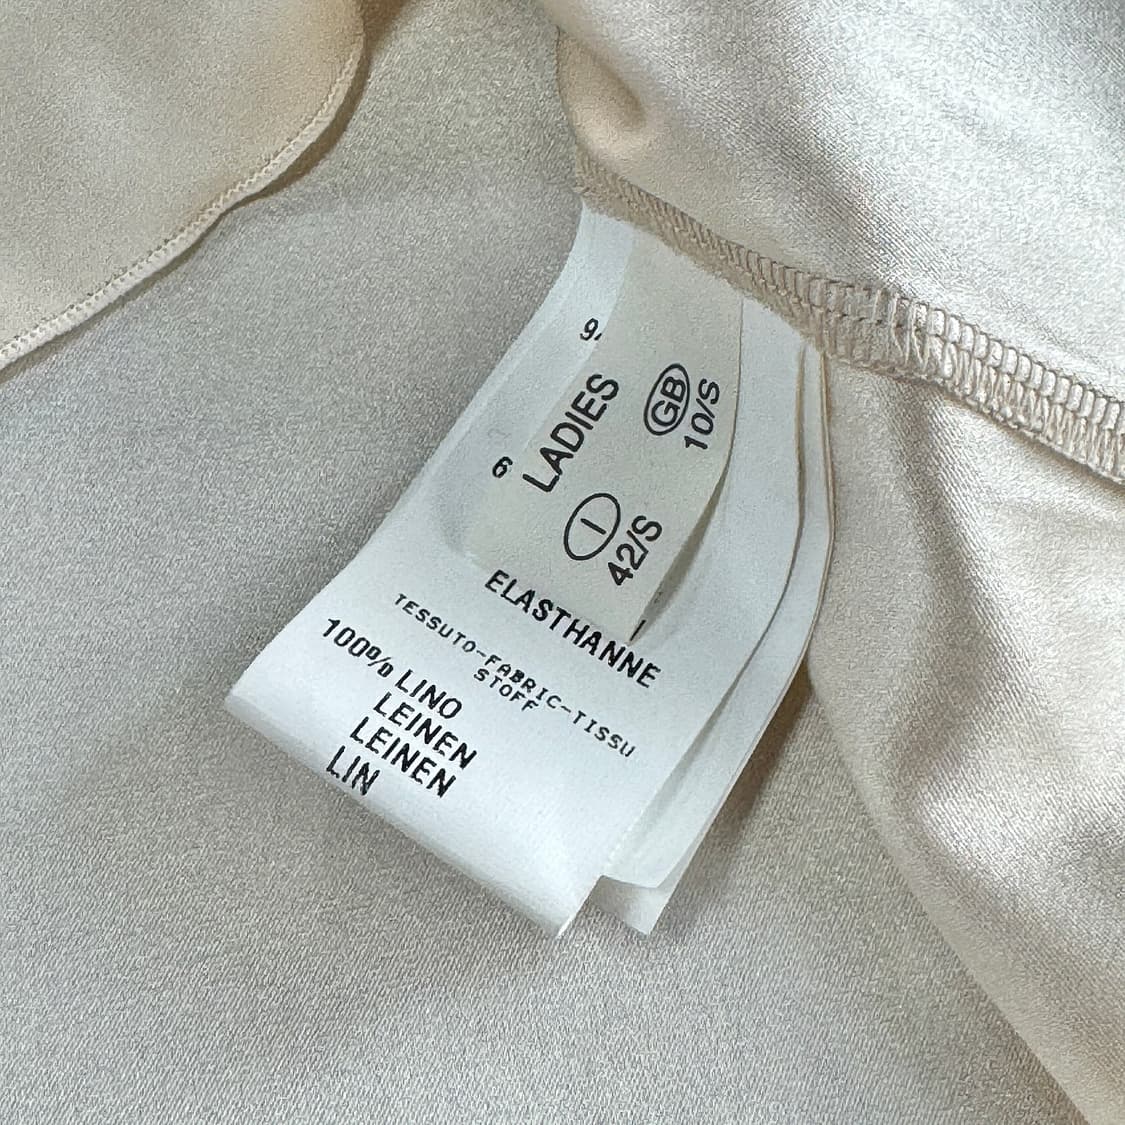 LADIES
GB
10/S
I
42/S
9
6
ELASTHANNE
TESSUTO-FABRIC-TISSU
STOFF
100% LINO
LEINEN
LEINEN
LIN